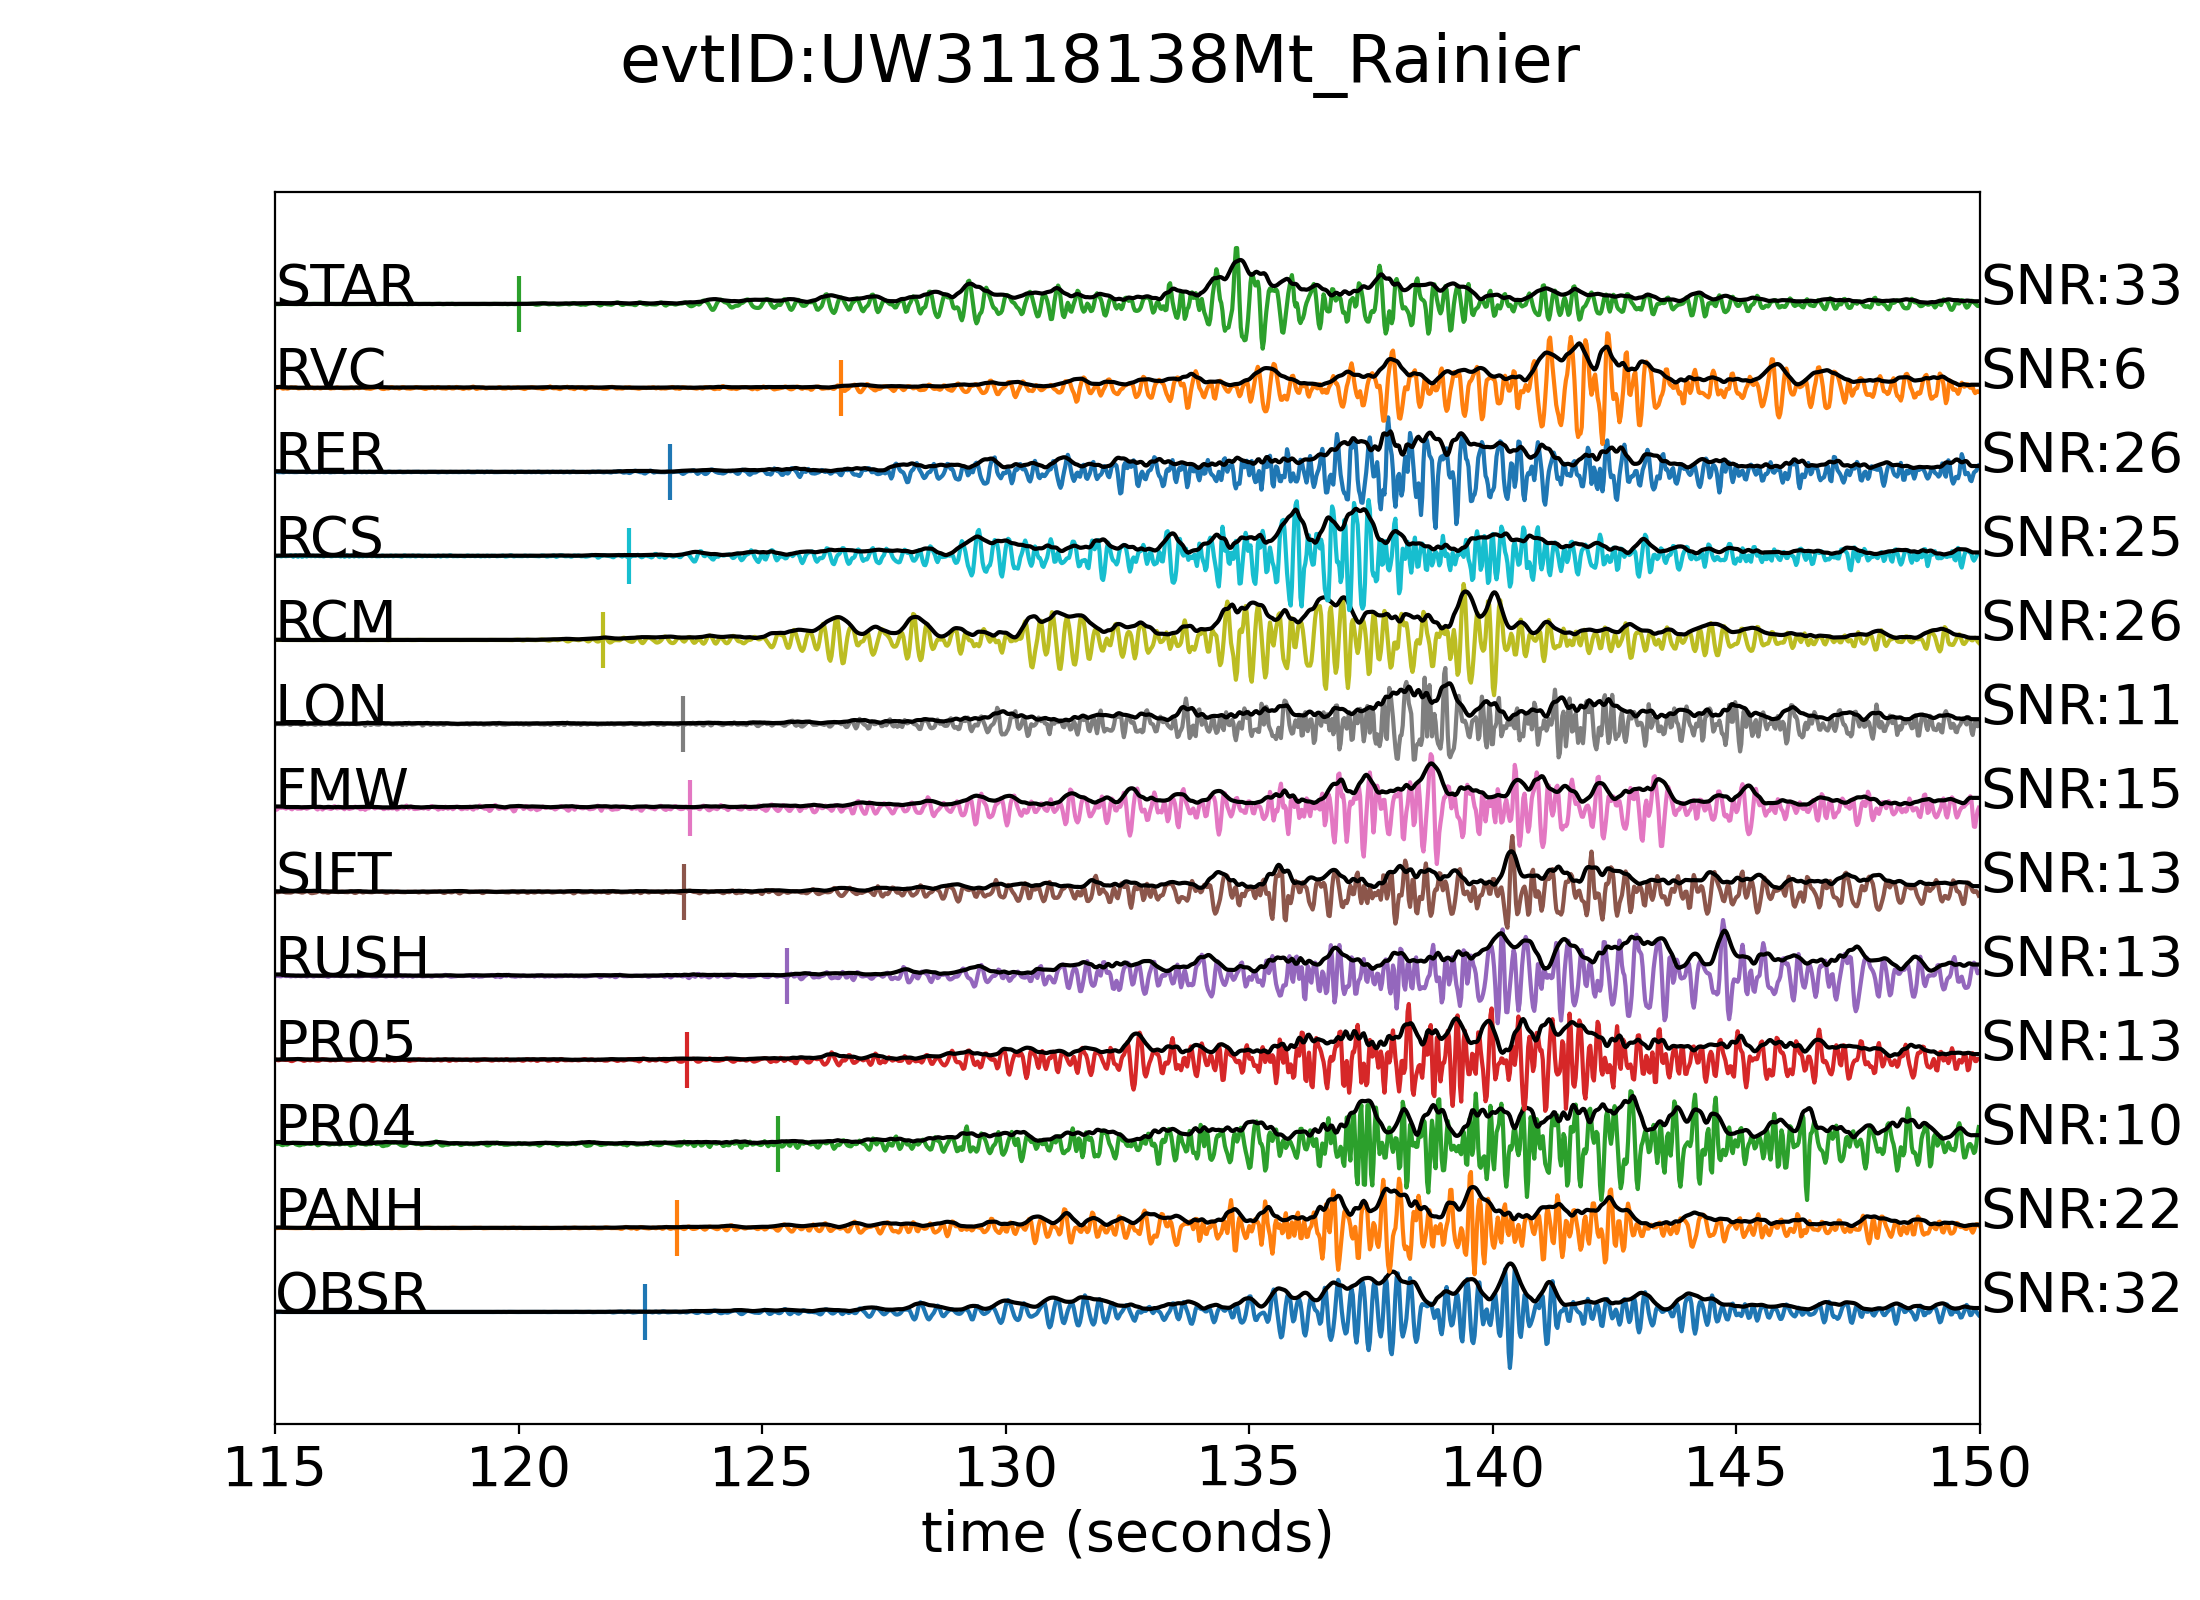 evtID:UW3118138Mt_Rainier
STAR SNR:33
RVC SNR:6
RER SNR:26
RCS SNR:25
RCM SNR:26
LON SNR:11
FMW SNR:15
SIFT SNR:13
RUSH SNR:13
PR05 SNR:13
PR04 SNR:10
PANH SNR:22
OBSR SNR:32
115 120 125 130 135 140 145 150
time (seconds)